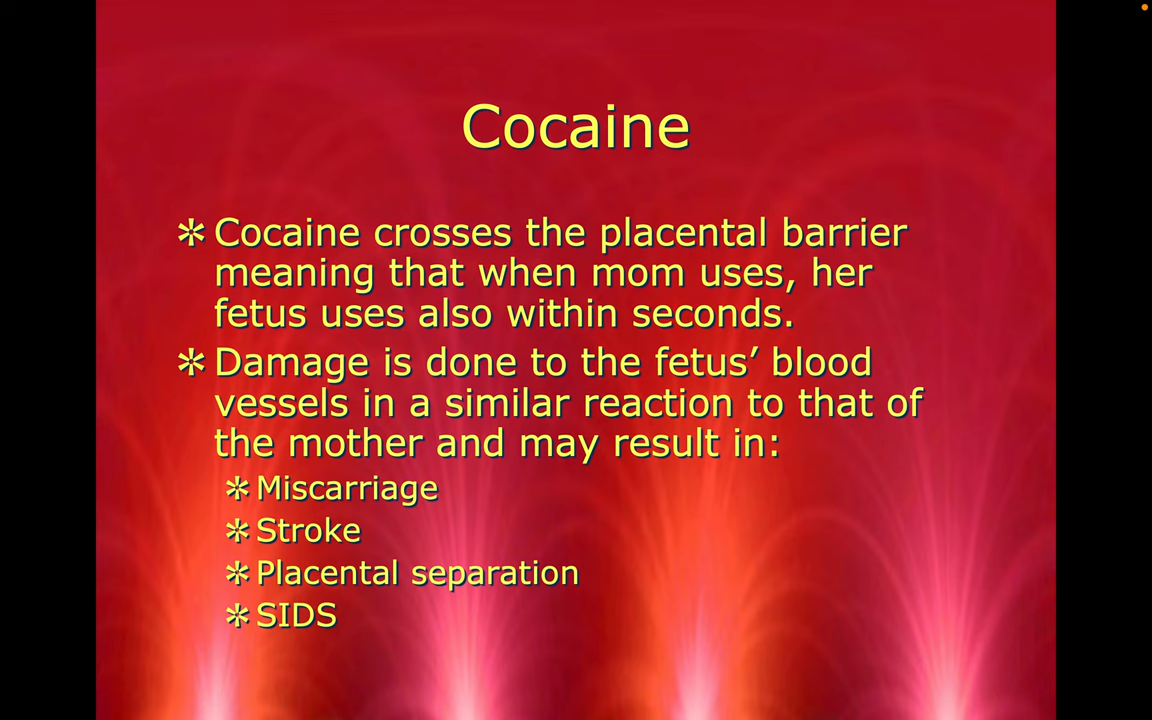 Cocaine
✲ Cocaine crosses the placental barrier
meaning that when mom uses, her
fetus uses also within seconds.
✲ Damage is done to the fetus’ blood
vessels in a similar reaction to that of
the mother and may result in:
✲ Miscarriage
✲ Stroke
✲ Placental separation
✲ SIDS